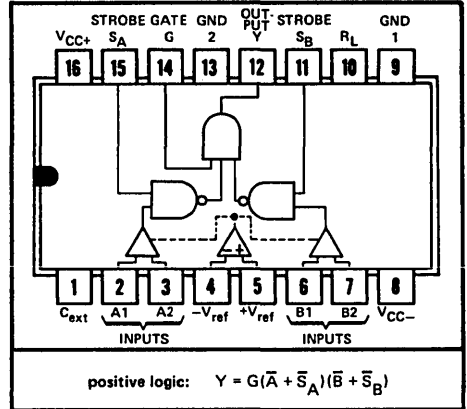 STROBE GATE GND OUT- STROBE GND
VCC+ SA G 2 PUT Y SB RL 1
16 15 14 13 12 11 10 9
− +
1 2 3 4 5 6 7 8
Cext A1 A2 −Vref +Vref B1 B2 VCC−
INPUTS INPUTS
positive logic: Y = G(A̅ + S̅A)(B̅ + S̅B)